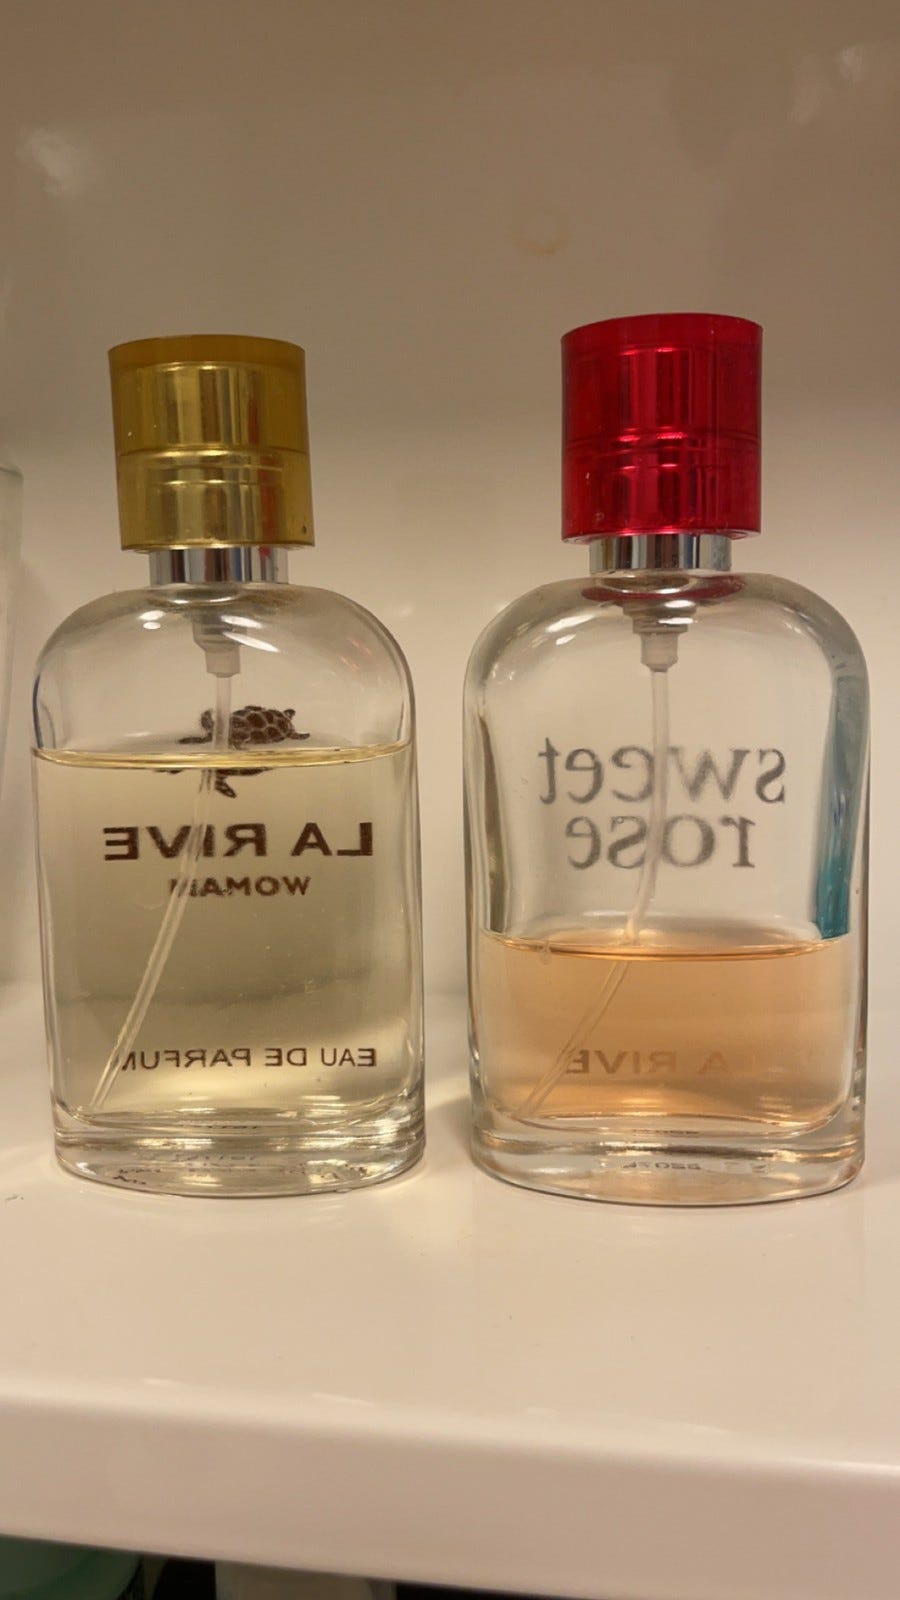 LA RIVE
WOMAN
EAU DE PARFUM
sweet
rose
LA RIVE